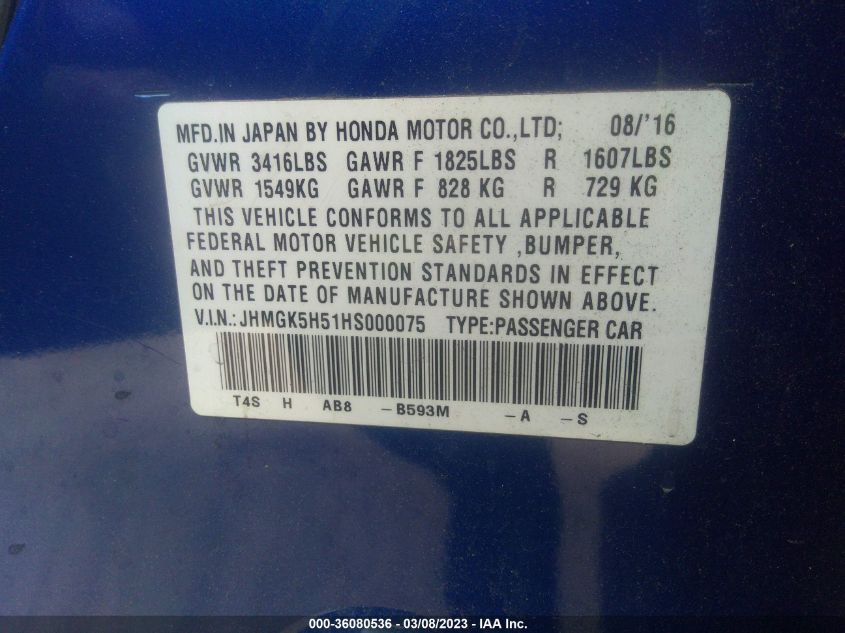 MFD.IN JAPAN BY HONDA MOTOR CO.,LTD; 08/'16
GVWR 3416LBS GAWR F 1825LBS R 1607LBS
GVWR 1549KG GAWR F 828 KG R 729 KG
THIS VEHICLE CONFORMS TO ALL APPLICABLE
FEDERAL MOTOR VEHICLE SAFETY ,BUMPER,
AND THEFT PREVENTION STANDARDS IN EFFECT
ON THE DATE OF MANUFACTURE SHOWN ABOVE.
V.I.N.:JHMGK5H51HS000075 TYPE:PASSENGER CAR
T4S H AB8 -B593M -A -S
000-36080536 - 03/08/2023 - IAA Inc.